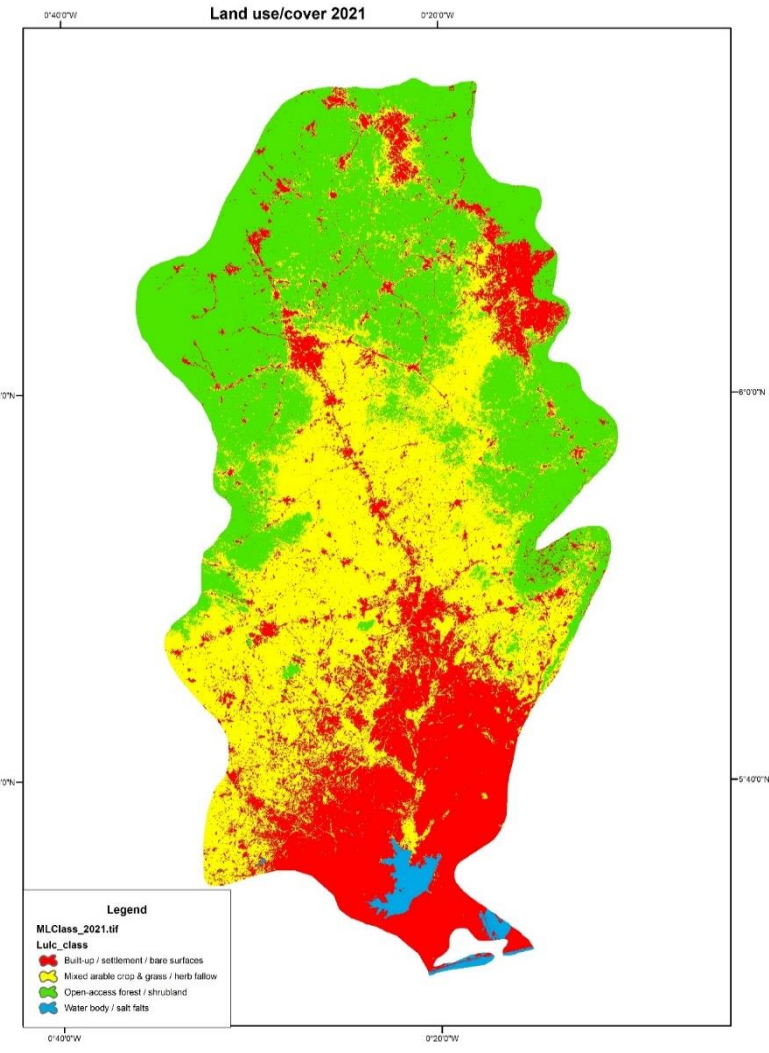 Land use/cover 2021
0°40'0"W
0°20'0"W
'0"N
6°0'0"N
'0"N
5°40'0"N
Legend
MLClass_2021.tif
Lulc_class
Built-up / settlement / bare surfaces
Mixed arable crop & grass / herb fallow
Open-access forest / shrubland
Water body / salt falts
0°40'0"W
0°20'0"W